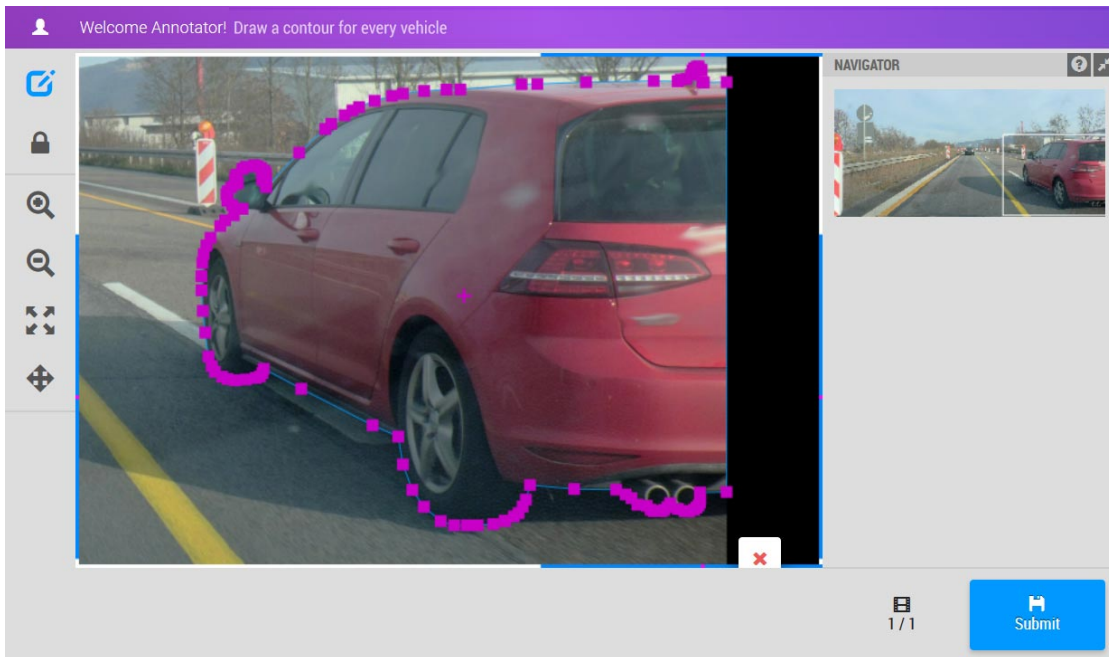 Welcome Annotator! Draw a contour for every vehicle
NAVIGATOR
?
1 / 1
Submit